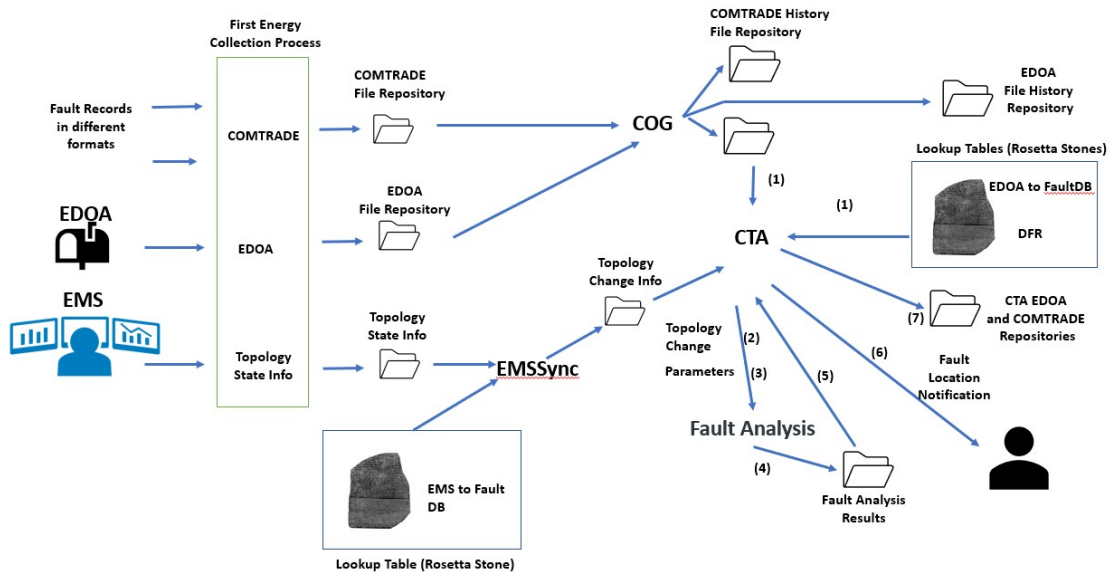 First Energy
Collection Process
Fault Records
in different
formats
EDOA
EMS
COMTRADE
EDOA
Topology
State Info
COMTRADE
File Repository
EDOA
File Repository
Topology
State Info
EMSSync
EMS to Fault
DB
Lookup Table (Rosetta Stone)
Topology
Change Info
COG
COMTRADE History
File Repository
EDOA
File History
Repository
Lookup Tables (Rosetta Stones)
EDOA to FaultDB
DFR
(1)
(1)
CTA
CTA EDOA
and COMTRADE
Repositories
(7)
Topology
Change
Parameters
(2)
(3)
(5)
(6)
Fault
Location
Notification
Fault Analysis
(4)
Fault Analysis
Results